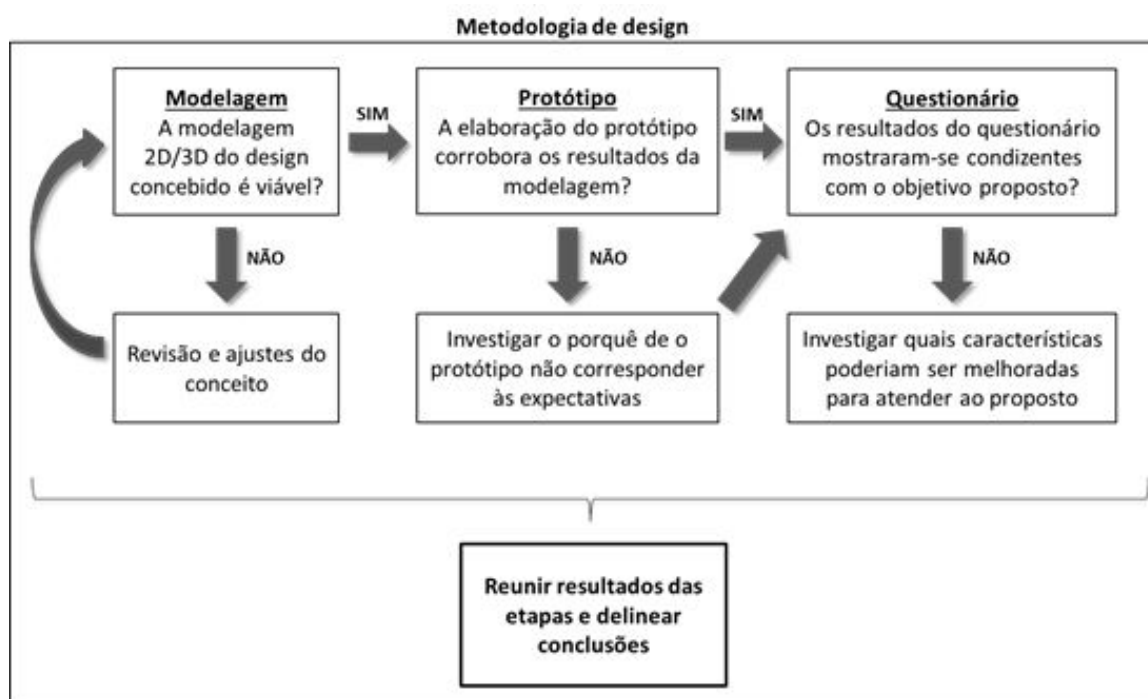 Metodologia de design
Modelagem
A modelagem
2D/3D do design
concebido é viável?
SIM
Protótipo
A elaboração do protótipo
corrobora os resultados da
modelagem?
SIM
Questionário
Os resultados do questionário
mostraram-se condizentes
com o objetivo proposto?
NÃO
NÃO
NÃO
Revisão e ajustes do
conceito
Investigar o porquê de o
protótipo não corresponder
às expectativas
Investigar quais características
poderiam ser melhoradas
para atender ao proposto
Reunir resultados das
etapas e delinear
conclusões